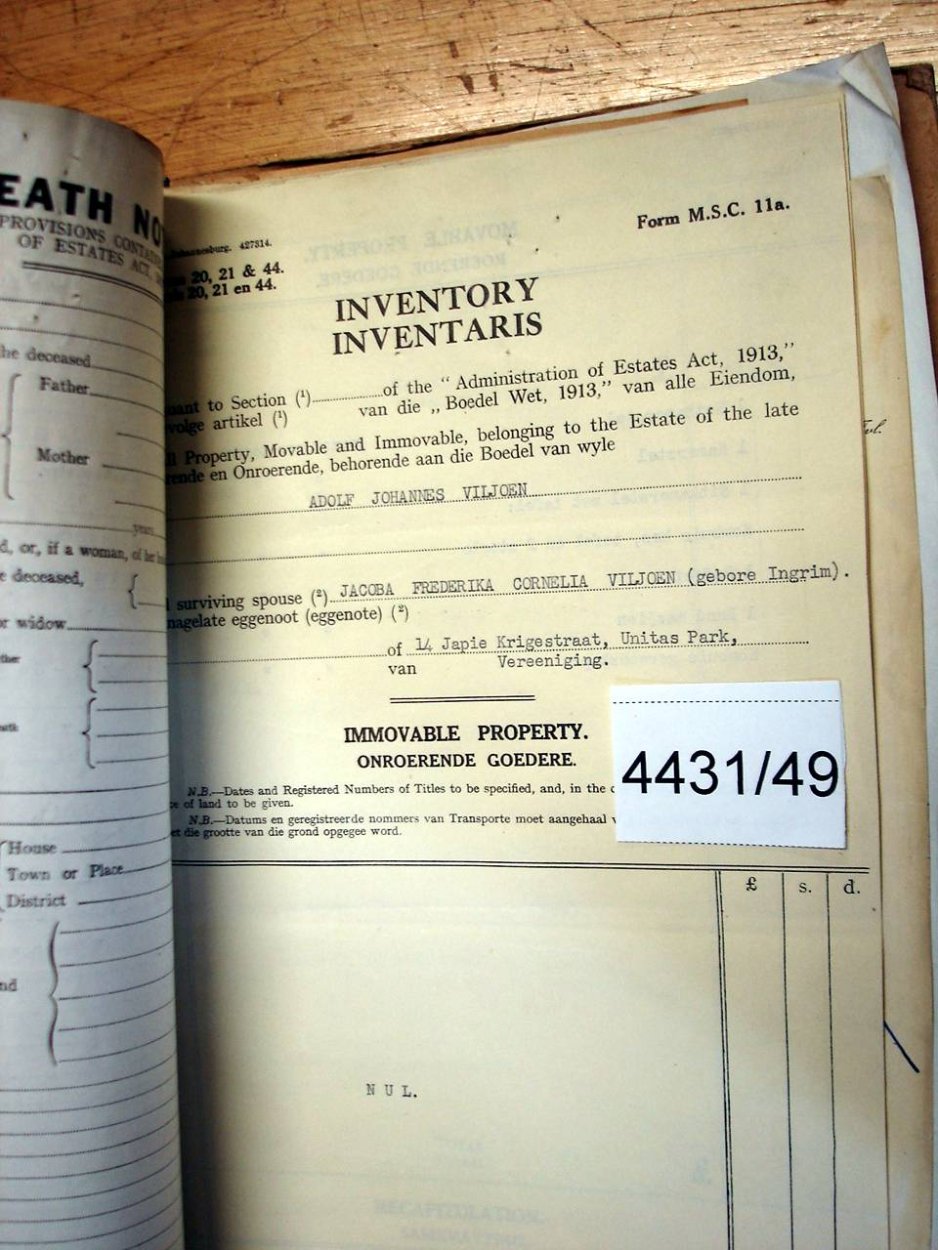 EATH NO
PROVISIONS CONTA
OF ESTATES ACT,
he deceased
Father
Mother
years
d, or, if a woman, of her
e deceased,
or widow
House
Town or Place
District
nd
Johannesburg. 427314.
20, 21 & 44.
20, 21 en 44.
Form M.S.C. 11a.
INVENTORY
INVENTARIS
uant to Section (¹) of the "Administration of Estates Act, 1913,"
volge artikel (¹) van die „Boedel Wet, 1913," van alle Eiendom,
ll Property, Movable and Immovable, belonging to the Estate of the late
rende en Onroerende, behorende aan die Boedel van wyle
ADOLF JOHANNES VILJOEN
surviving spouse (²) JACOBA FREDERIKA CORNELIA VILJOEN (gebore Ingrim).
nagelate eggenoot (eggenote) (²)
of 14 Japie Krigestraat, Unitas Park,
van Vereeniging.
IMMOVABLE PROPERTY.
ONROERENDE GOEDERE.
N.B.—Dates and Registered Numbers of Titles to be specified, and, in the c
e of land to be given.
N.B.—Datums en geregistreerde nommers van Transporte moet aangehaal
et die grootte van die grond opgegee word.
4431/49
£ s. d.
N U L.